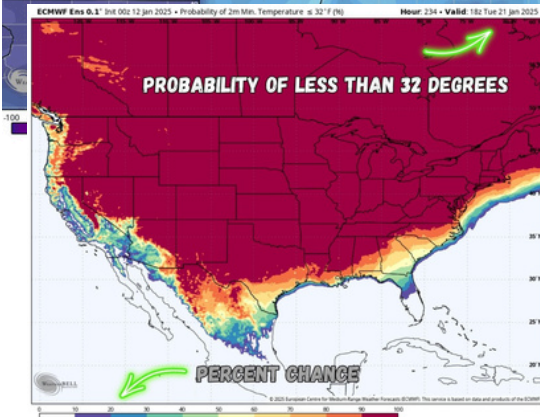 ECMWF Ens 0.1° Init 00z 12 Jan 2025 • Probability of 2m Min. Temperature ≤ 32°F (%)
Hour: 234 • Valid: 18z Tue 21 Jan 2025
PROBABILITY OF LESS THAN 32 DEGREES
-100
35°N
30°N
25°N
20°N
PERCENT CHANCE
WeatherBELL
© 2025 European Centre for Medium-Range Weather Forecasts (ECMWF). This service is based on data and products of the ECMWF.
0 10 20 30 40 50 60 70 80 90 100